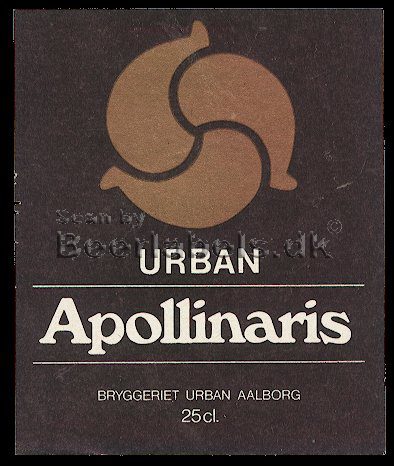 Scan by
Beerlabels.dk ©
URBAN
Apollinaris
BRYGGERIET URBAN AALBORG
25cl.